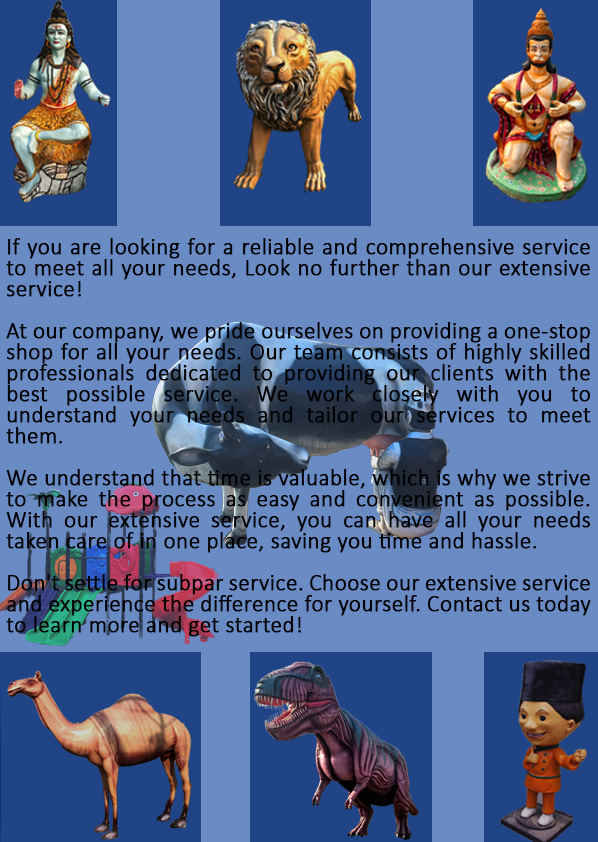 If you are looking for a reliable and comprehensive service
to meet all your needs, Look no further than our extensive
service!
At our company, we pride ourselves on providing a one-stop
shop for all your needs. Our team consists of highly skilled
professionals dedicated to providing our clients with the
best possible service. We work closely with you to
understand your needs and tailor our services to meet
them.
We understand that time is valuable, which is why we strive
to make the process as easy and convenient as possible.
With our extensive service, you can have all your needs
taken care of in one place, saving you time and hassle.
Don't settle for subpar service. Choose our extensive service
and experience the difference for yourself. Contact us today
to learn more and get started!